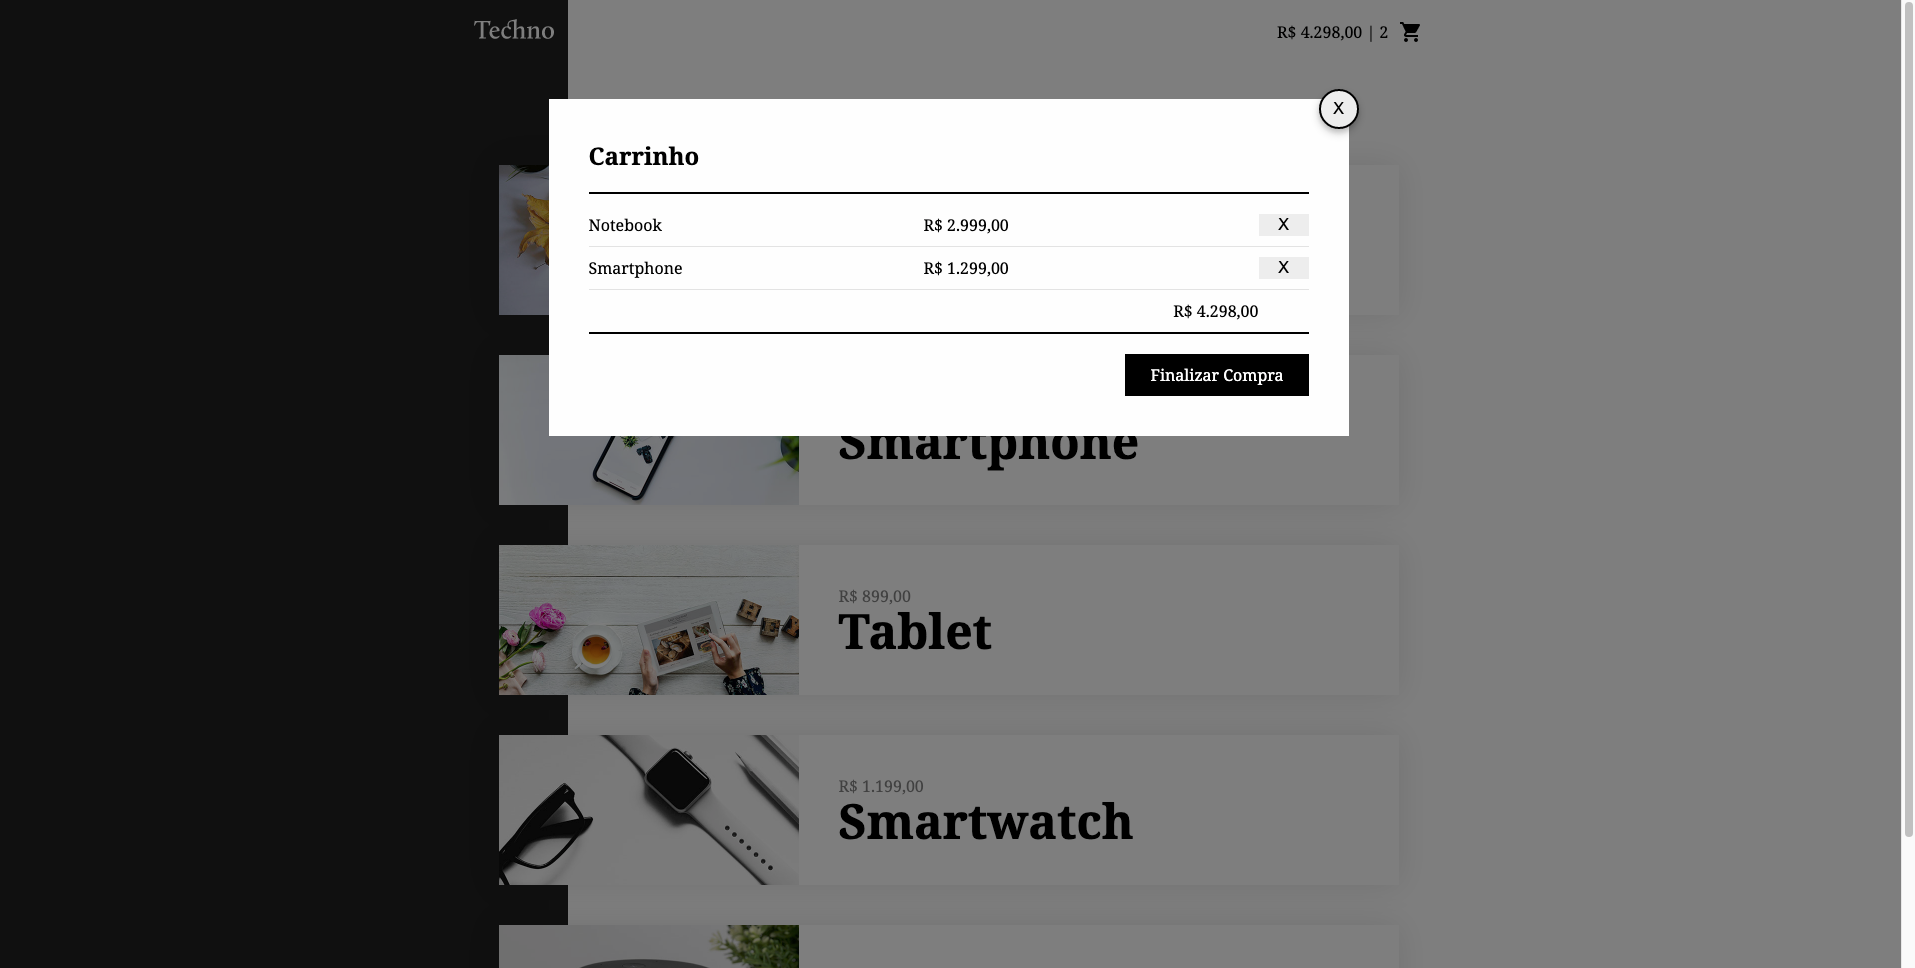 Techno
R$ 4.298,00 | 2
X
Carrinho
Notebook R$ 2.999,00 X
Smartphone R$ 1.299,00 X
R$ 4.298,00
Finalizar Compra
Smartphone
R$ 899,00
Tablet
R$ 1.199,00
Smartwatch